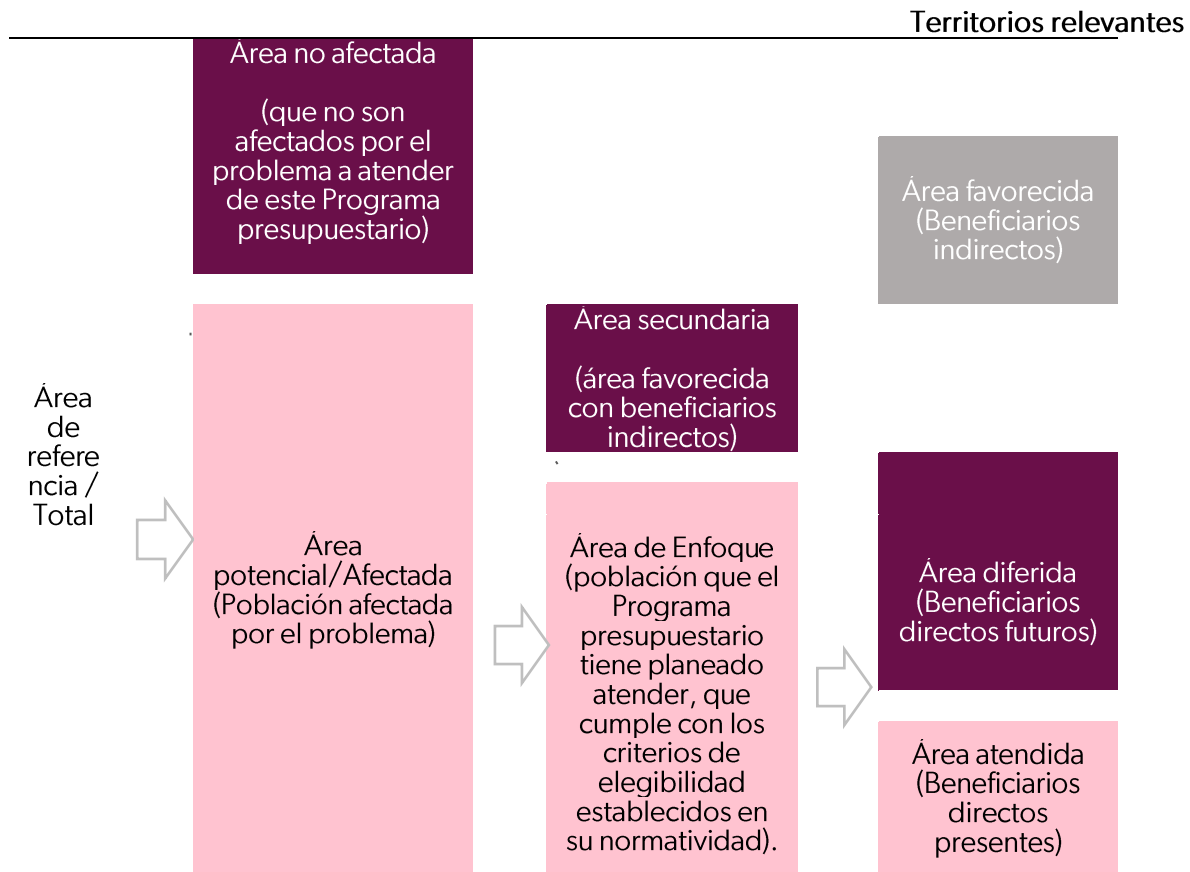 Territorios relevantes
Área no afectada
(que no son
afectados por el
problema a atender
de este Programa
presupuestario)
Área favorecida
(Beneficiarios
indirectos)
Área secundaria
(área favorecida
con beneficiarios
indirectos)
Área
de
refere
ncia /
Total
Área
potencial/Afectada
(Población afectada
por el problema)
Área de Enfoque
(población que el
Programa
presupuestario
tiene planeado
atender, que
cumple con los
criterios de
elegibilidad
establecidos en
su normatividad).
Área diferida
(Beneficiarios
directos futuros)
Área atendida
(Beneficiarios
directos
presentes)